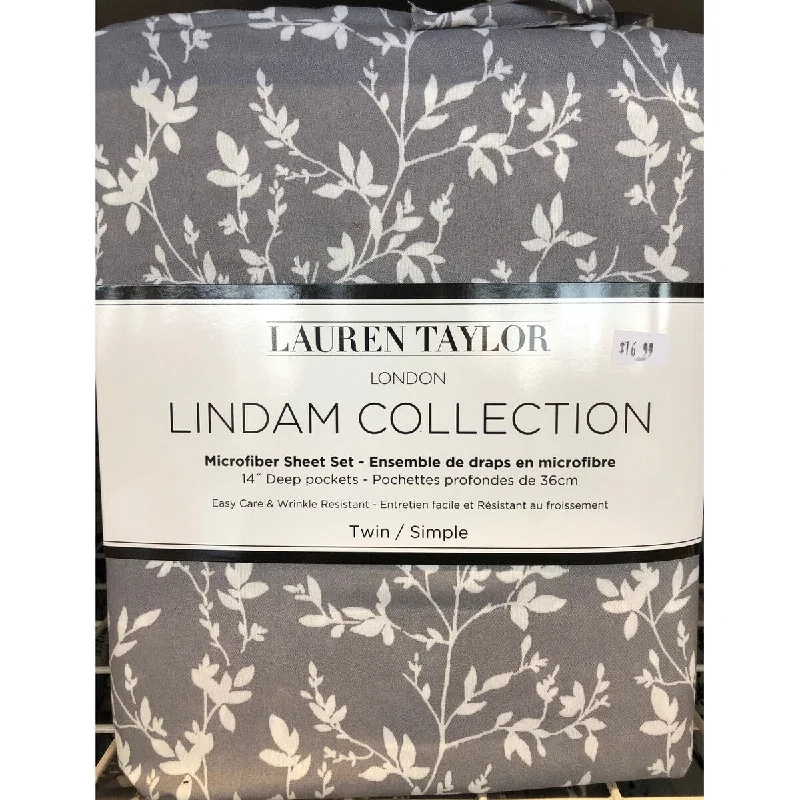 LAUREN TAYLOR
$16.99
LONDON
LINDAM COLLECTION
Microfiber Sheet Set - Ensemble de draps en microfibre
14" Deep pockets - Pochettes profondes de 36cm
Easy Care & Wrinkle Resistant - Entretien facile et Résistant au froissement
Twin / Simple